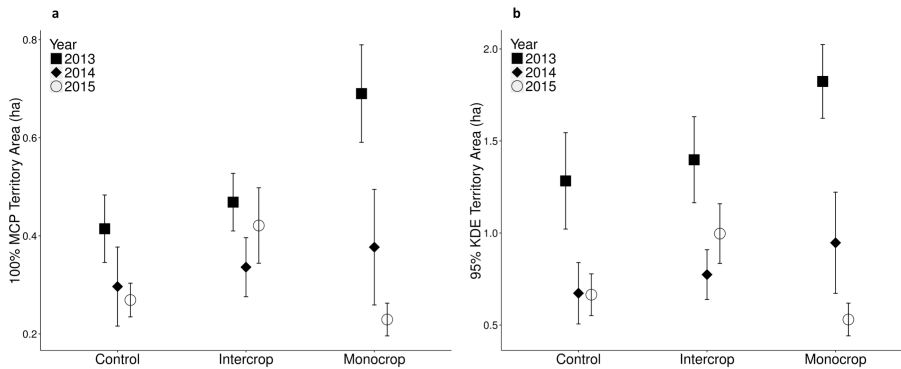 a
100% MCP Territory Area (ha)
0.8
0.6
0.4
0.2
Year
2013
2014
2015
Control
Intercrop
Monocrop
b
95% KDE Territory Area (ha)
2.0
1.5
1.0
0.5
Year
2013
2014
2015
Control
Intercrop
Monocrop